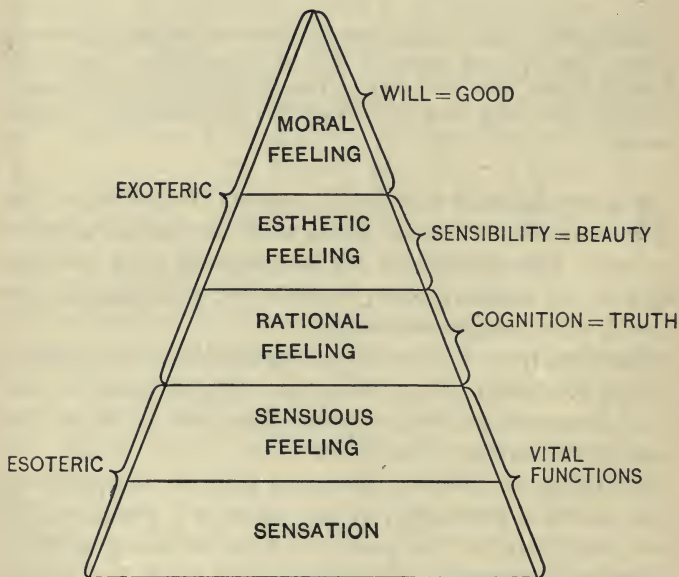 WILL = GOOD
MORAL
FEELING
EXOTERIC
ESTHETIC
FEELING
SENSIBILITY = BEAUTY
RATIONAL
FEELING
COGNITION = TRUTH
SENSUOUS
FEELING
ESOTERIC
VITAL
FUNCTIONS
SENSATION